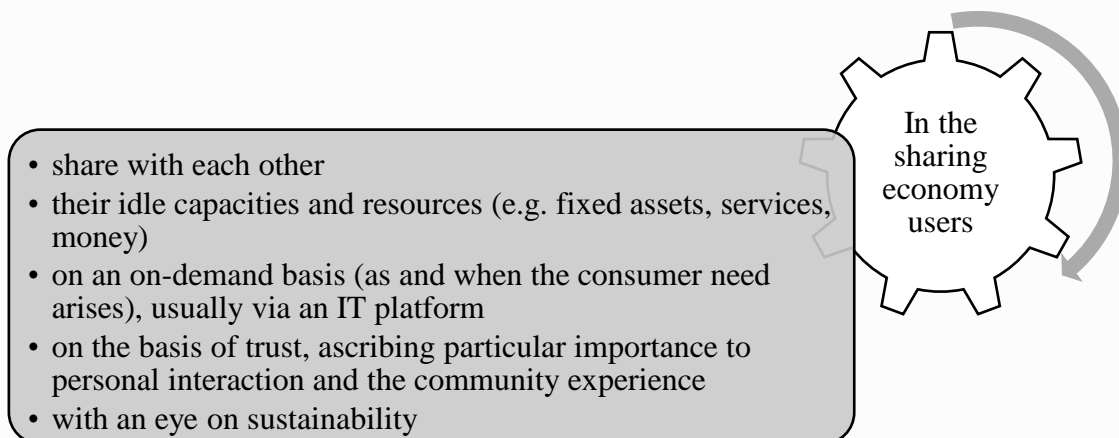 In the
sharing
economy
users
• share with each other
• their idle capacities and resources (e.g. fixed assets, services,
money)
• on an on-demand basis (as and when the consumer need
arises), usually via an IT platform
• on the basis of trust, ascribing particular importance to
personal interaction and the community experience
• with an eye on sustainability